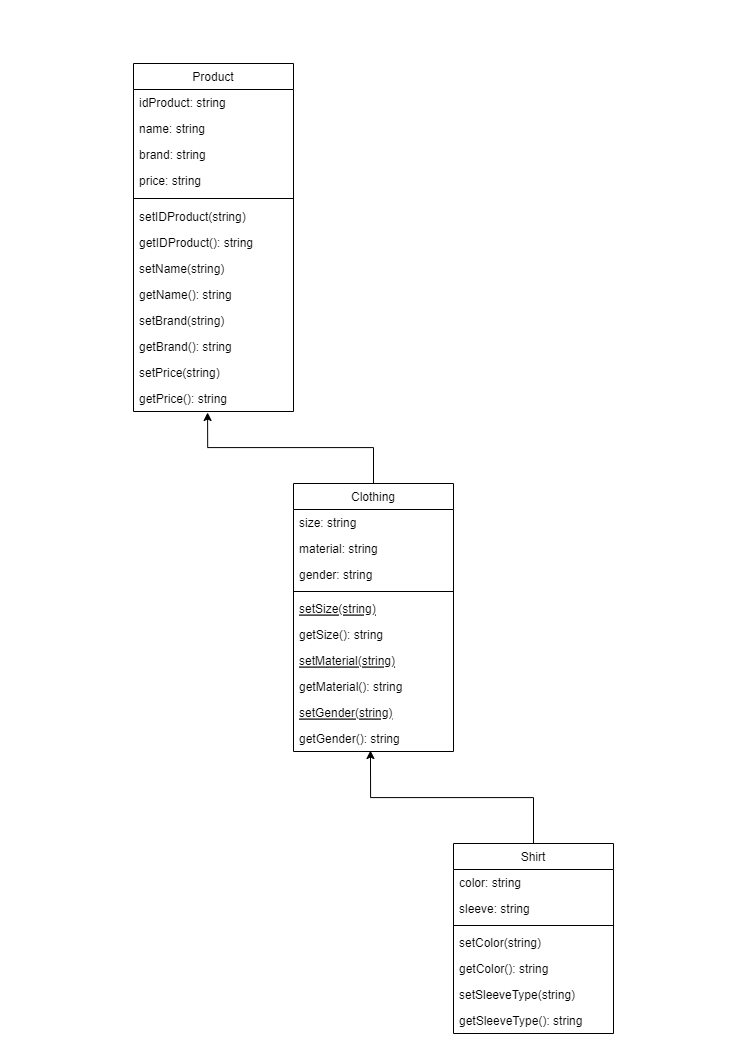 Product
idProduct: string
name: string
brand: string
price: string
setIDProduct(string)
getIDProduct(): string
setName(string)
getName(): string
setBrand(string)
getBrand(): string
setPrice(string)
getPrice(): string
Clothing
size: string
material: string
gender: string
setSize(string)
getSize(): string
setMaterial(string)
getMaterial(): string
setGender(string)
getGender(): string
Shirt
color: string
sleeve: string
setColor(string)
getColor(): string
setSleeveType(string)
getSleeveType(): string